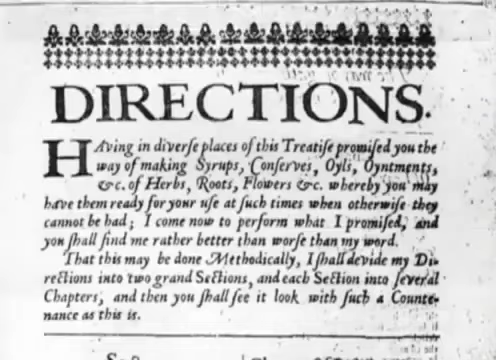 DIRECTIONS.
HAving in diverſe places of this Treatiſe promiſed you the
way of making Syrups, Conſerves, Oyls, Oyntments,
&c. of Herbs, Roots, Flowers &c. whereby you may
have them ready for your uſe at ſuch times when otherwiſe they
cannot be had; I come now to perform what I promiſed, and
you ſhall find me rather better than worſe than my word.
That this may be done Methodically, I ſhall devide my Di-
rections into two grand Sections, and each Section into ſeveral
Chapters, and then you ſhall ſee it look with ſuch a Counte-
nance as this is.